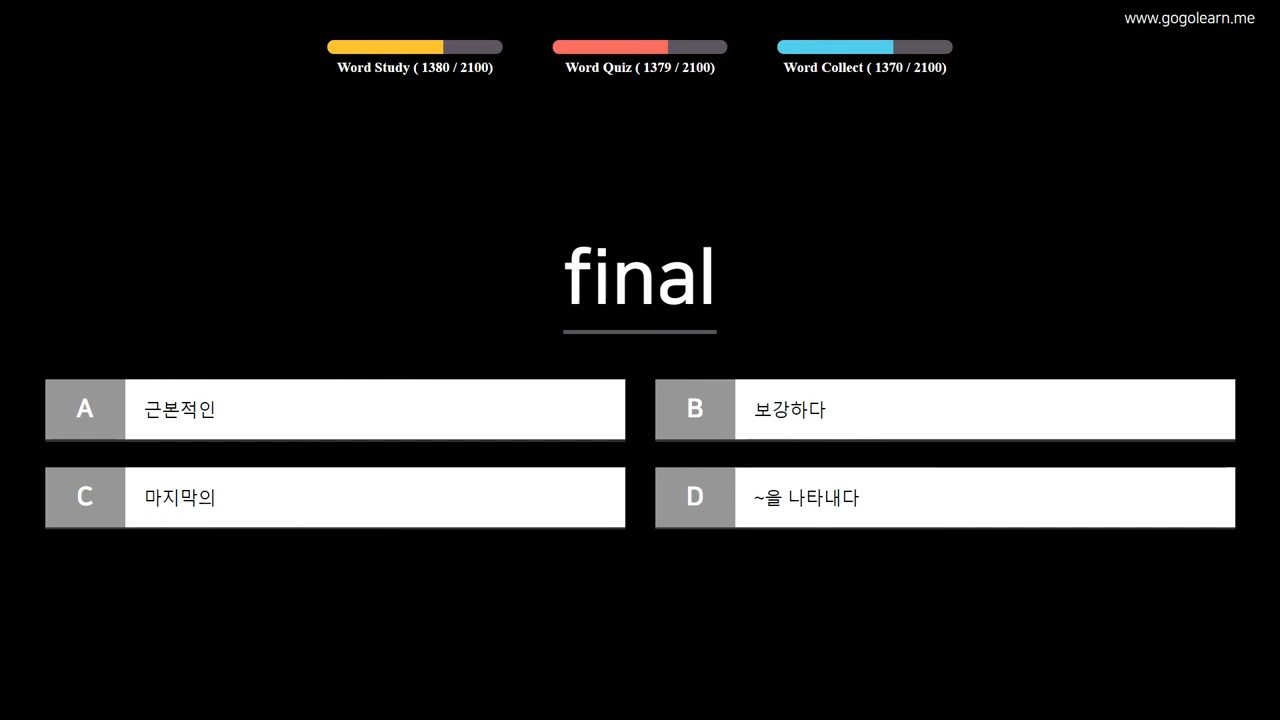 www.gogolearn.me
Word Study ( 1380 / 2100)
Word Quiz ( 1379 / 2100)
Word Collect ( 1370 / 2100)
final
A 근본적인
B 보강하다
C 마지막의
D ~을 나타내다